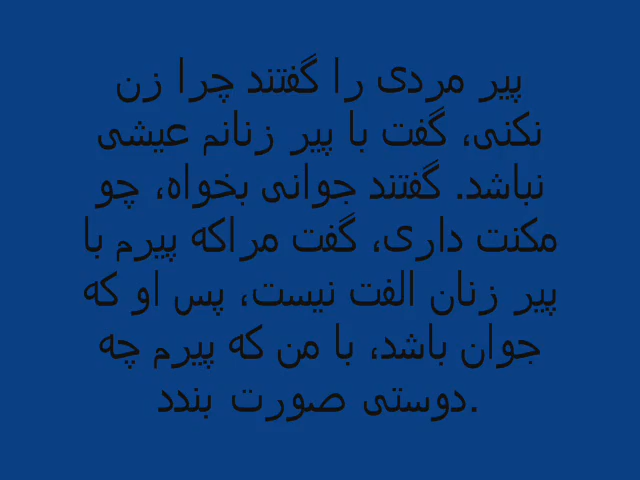 پیر مردی را گفتند چرا زن
نکنی، گفت با پیر زنانم عیشی
نباشد. گفتند جوانی بخواه، چو
مکنت داری، گفت مراکه پیرم با
پیر زنان الفت نیست، پس او که
جوان باشد، با من که پیرم چه
دوستی صورت بندد.